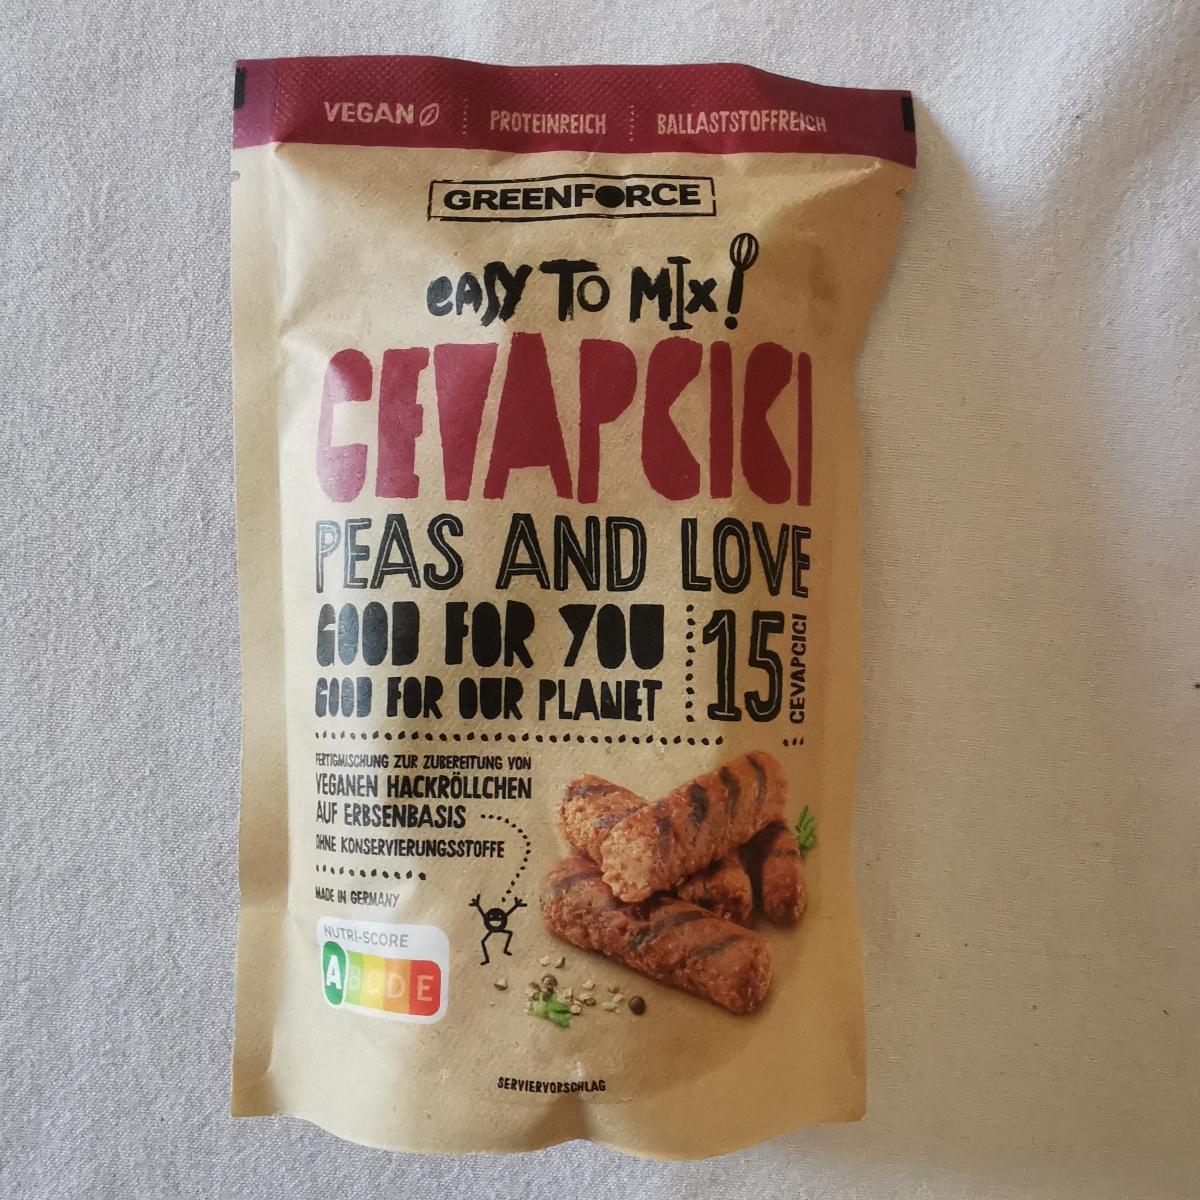 VEGAN
PROTEINREICH
BALLASTSTOFFREICH
GREENFORCE
eASY TO MIx!
CEVAPCICI
PEAS AND LOVE
GOOD FOR YOU
GOOD FOR OUR PLANET
15
CEVAPCICI
FERTIGMISCHUNG ZUR ZUBEREITUNG VON
VEGANEN HACKRÖLLCHEN
AUF ERBSENBASIS
OHNE KONSERVIERUNGSSTOFFE
MADE IN GERMANY
NUTRI-SCORE
A B C D E
SERVIERVORSCHLAG